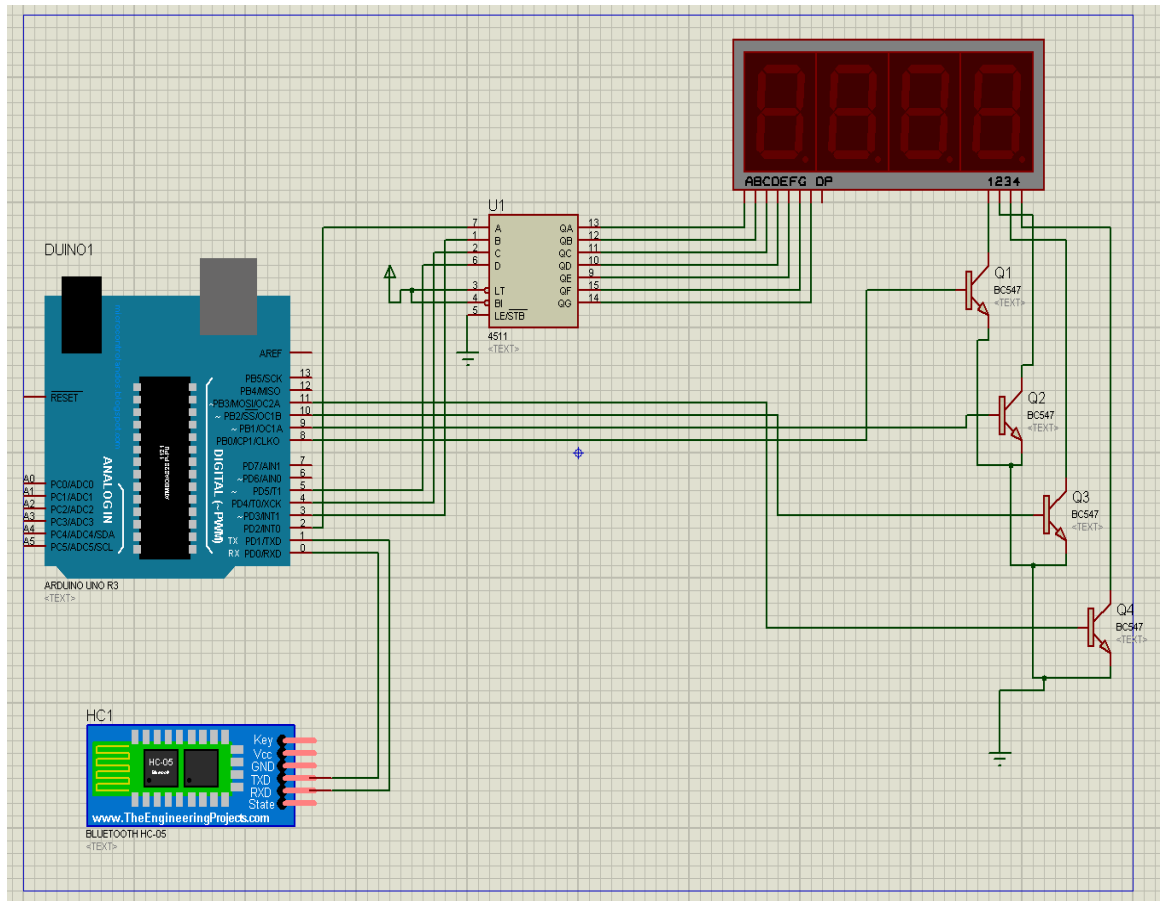 ABCDEFG DP 1234
U1
7 A QA 13
1 B QB 12
2 C QC 11
6 D QD 10
QE 9
3 LT QF 15
4 BI QG 14
5 LE/STB
4511
<TEXT>
Q1
BC547
<TEXT>
Q2
BC547
<TEXT>
Q3
BC547
<TEXT>
Q4
BC547
<TEXT>
DUINO1
AREF
RESET
PB5/SCK 13
PB4/MISO 12
~PB3/MOSI/OC2A 11
~ PB2/SS/OC1B 10
~ PB1/OC1A 9
PB0/ICP1/CLKO 8
PD7/AIN1 7
~PD6/AIN0 6
~ PD5/T1 5
PD4/T0/XCK 4
~PD3/INT1 3
PD2/INT0 2
TX PD1/TXD 1
RX PD0/RXD 0
DIGITAL (~PWM)
ANALOG IN
A0 PC0/ADC0
A1 PC1/ADC1
A2 PC2/ADC2
A3 PC3/ADC3
A4 PC4/ADC4/SDA
A5 PC5/ADC5/SCL
ARDUINO UNO R3
<TEXT>
HC1
HC-05
Key
Vcc
GND
TXD
RXD
State
www.TheEngineeringProjects.com
BLUETOOTH HC-05
<TEXT>